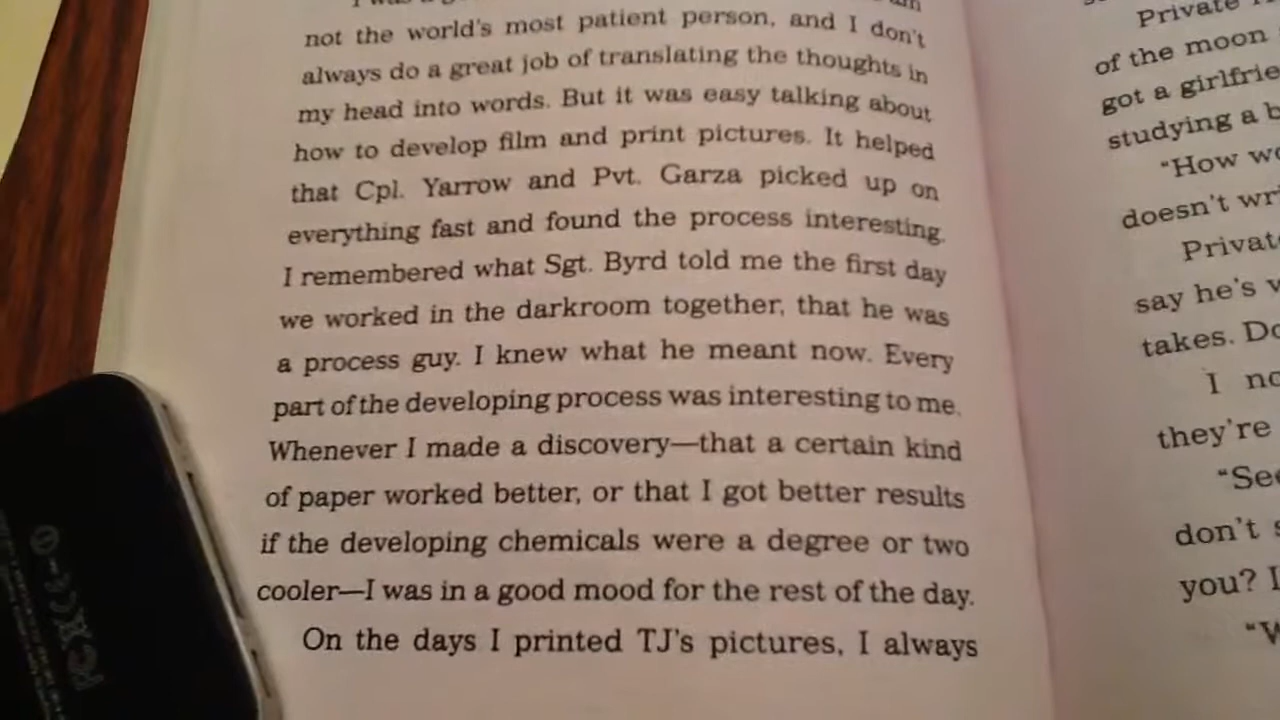 not the world's most patient person, and I don't
always do a great job of translating the thoughts in
my head into words. But it was easy talking about
how to develop film and print pictures. It helped
that Cpl. Yarrow and Pvt. Garza picked up on
everything fast and found the process interesting.
I remembered what Sgt. Byrd told me the first day
we worked in the darkroom together, that he was
a process guy. I knew what he meant now. Every
part of the developing process was interesting to me.
Whenever I made a discovery—that a certain kind
of paper worked better, or that I got better results
if the developing chemicals were a degree or two
cooler—I was in a good mood for the rest of the day.
On the days I printed TJ's pictures, I always
Private
of the moon
got a
studying a
"How
doesn't
say he's
takes.
I
they're
don't
you? I